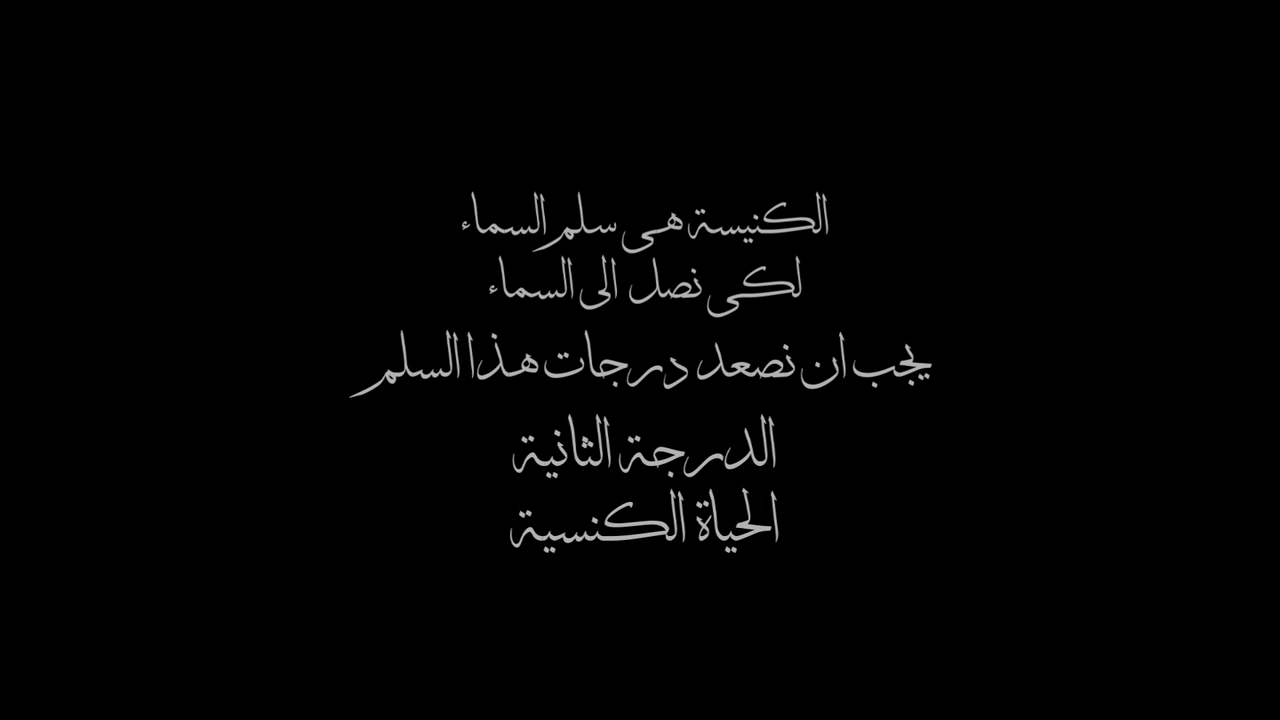 الكنيسة هى سلم السماء
لكى نصل الى السماء
يجب ان نصعد درجات هذا السلم
الدرجة الثانية
الحياة الكنسية